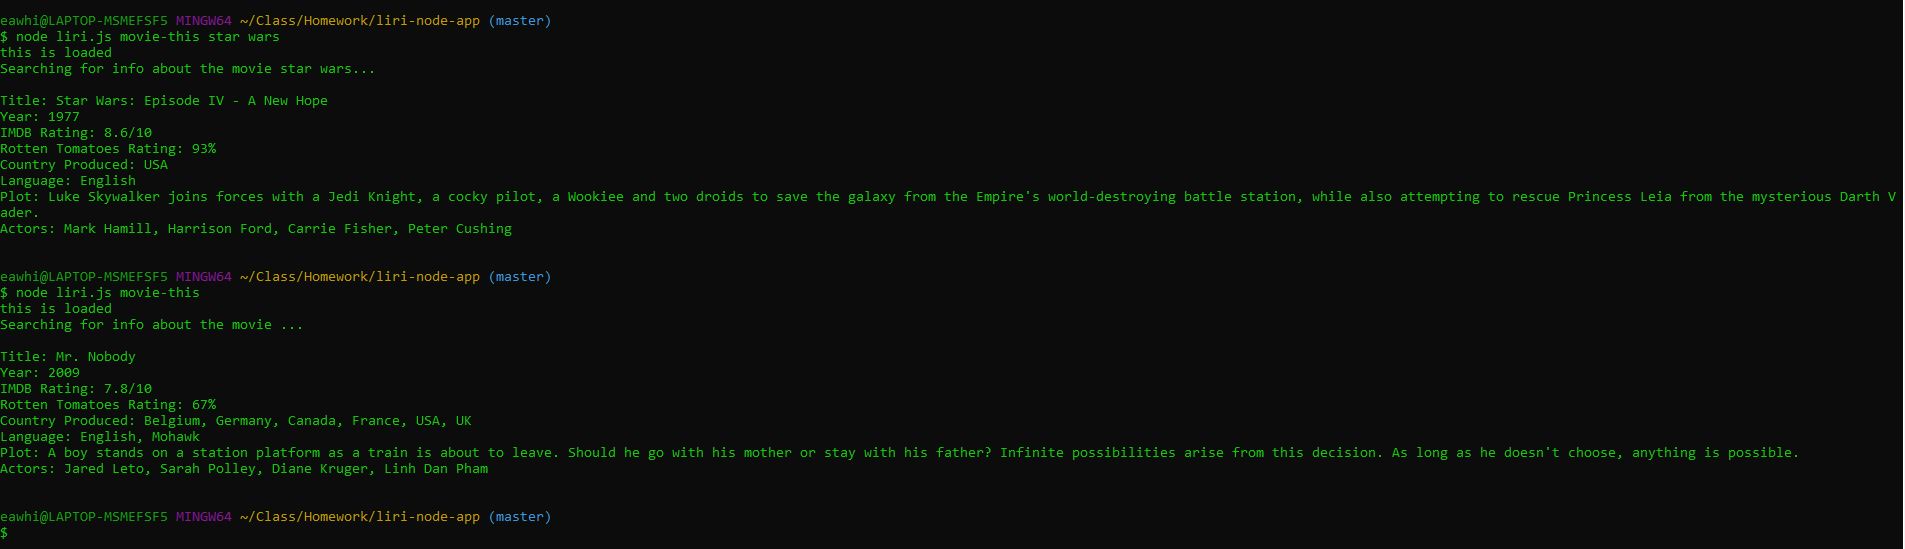 eawhi@LAPTOP-MSMEFSF5 MINGW64 ~/Class/Homework/liri-node-app (master)
$ node liri.js movie-this star wars
this is loaded
Searching for info about the movie star wars...
Title: Star Wars: Episode IV - A New Hope
Year: 1977
IMDB Rating: 8.6/10
Rotten Tomatoes Rating: 93%
Country Produced: USA
Language: English
Plot: Luke Skywalker joins forces with a Jedi Knight, a cocky pilot, a Wookiee and two droids to save the galaxy from the Empire's world-destroying battle station, while also attempting to rescue Princess Leia from the mysterious Darth V
ader.
Actors: Mark Hamill, Harrison Ford, Carrie Fisher, Peter Cushing
eawhi@LAPTOP-MSMEFSF5 MINGW64 ~/Class/Homework/liri-node-app (master)
$ node liri.js movie-this
this is loaded
Searching for info about the movie ...
Title: Mr. Nobody
Year: 2009
IMDB Rating: 7.8/10
Rotten Tomatoes Rating: 67%
Country Produced: Belgium, Germany, Canada, France, USA, UK
Language: English, Mohawk
Plot: A boy stands on a station platform as a train is about to leave. Should he go with his mother or stay with his father? Infinite possibilities arise from this decision. As long as he doesn't choose, anything is possible.
Actors: Jared Leto, Sarah Polley, Diane Kruger, Linh Dan Pham
eawhi@LAPTOP-MSMEFSF5 MINGW64 ~/Class/Homework/liri-node-app (master)
$